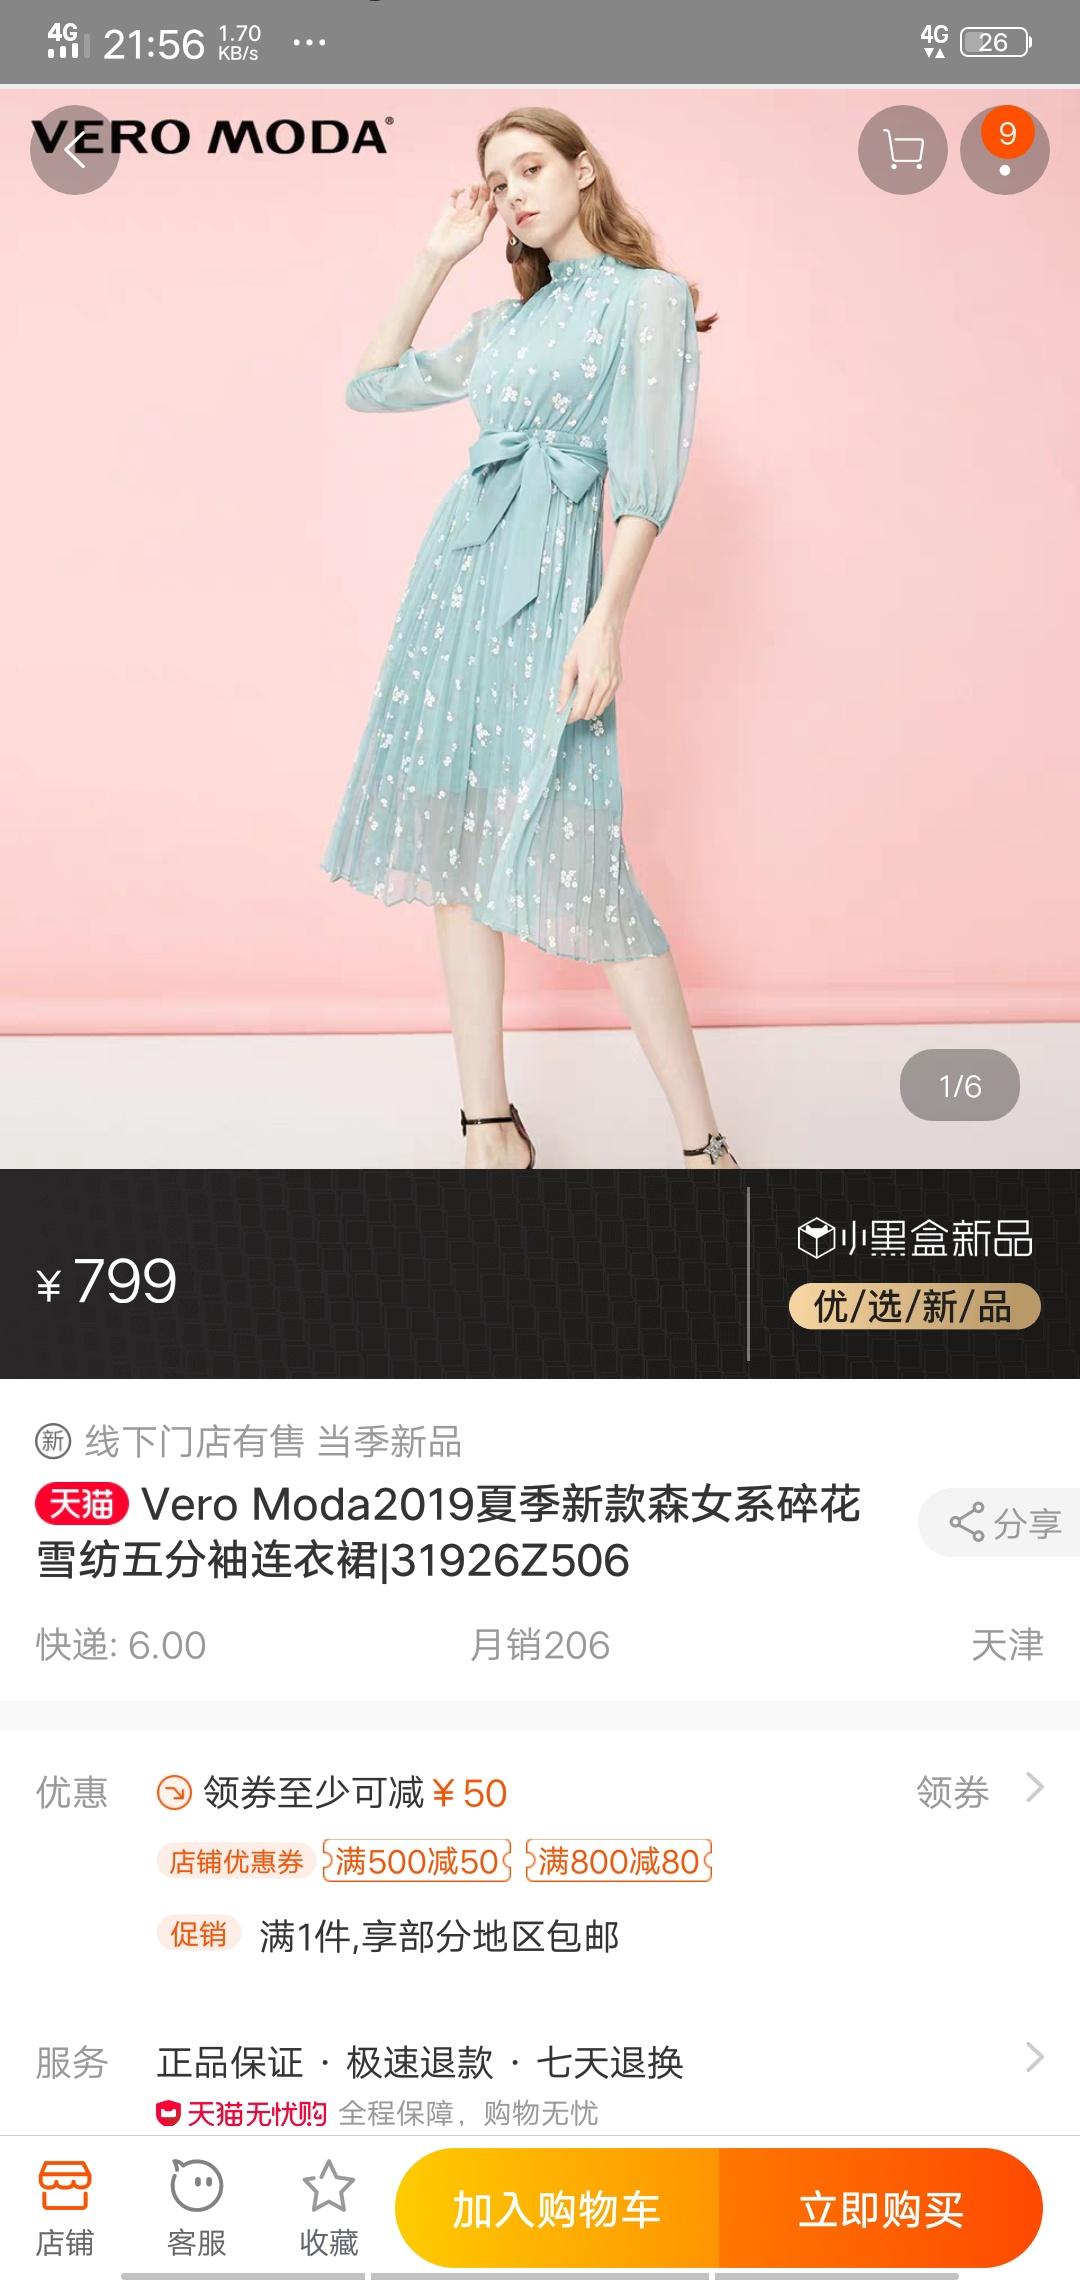 4G 21:56 1.70 KB/s ... 4G 26
VERO MODA®
9
1/6
¥799
小黑盒新品
优/选/新/品
新 线下门店有售 当季新品
天猫 Vero Moda2019夏季新款森女系碎花
雪纺五分袖连衣裙|31926Z506
分享
快递: 6.00 月销206 天津
优惠 领券至少可减¥50 领券
店铺优惠券 满500减50 满800减80
促销 满1件,享部分地区包邮
服务 正品保证 · 极速退款 · 七天退换
天猫无忧购 全程保障，购物无忧
店铺 客服 收藏 加入购物车 立即购买